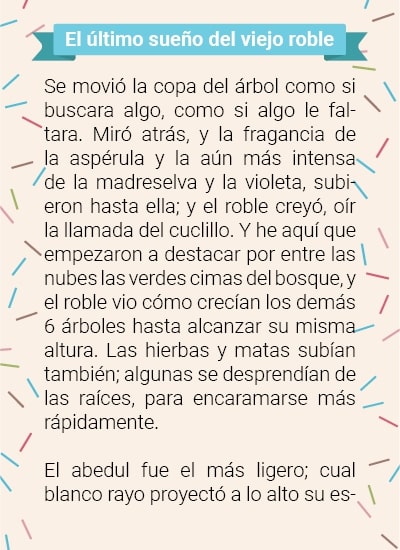 El último sueño del viejo roble
Se movió la copa del árbol como si
buscara algo, como si algo le fal-
tara. Miró atrás, y la fragancia de
la aspérula y la aún más intensa
de la madreselva y la violeta, subi-
eron hasta ella; y el roble creyó, oír
la llamada del cuclillo. Y he aquí que
empezaron a destacar por entre las
nubes las verdes cimas del bosque, y
el roble vio cómo crecían los demás
6 árboles hasta alcanzar su misma
altura. Las hierbas y matas subían
también; algunas se desprendían de
las raíces, para encaramarse más
rápidamente.
El abedul fue el más ligero; cual
blanco rayo proyectó a lo alto su es-